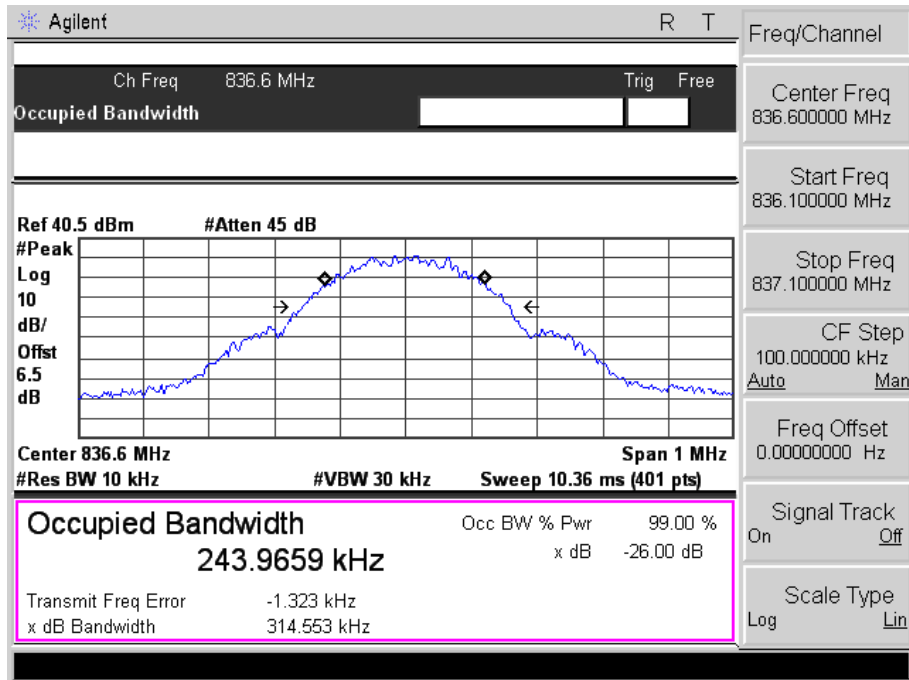 Agilent R T
Ch Freq 836.6 MHz Trig Free
Occupied Bandwidth
Ref 40.5 dBm #Atten 45 dB
#Peak
Log
10
dB/
Offst
6.5
dB
Center 836.6 MHz Span 1 MHz
#Res BW 10 kHz #VBW 30 kHz Sweep 10.36 ms (401 pts)
Occupied Bandwidth
243.9659 kHz
Occ BW % Pwr 99.00 %
x dB -26.00 dB
Transmit Freq Error -1.323 kHz
x dB Bandwidth 314.553 kHz
Freq/Channel
Center Freq
836.600000 MHz
Start Freq
836.100000 MHz
Stop Freq
837.100000 MHz
CF Step
100.000000 kHz
Auto Man
Freq Offset
0.00000000 Hz
Signal Track
On Off
Scale Type
Log Lin